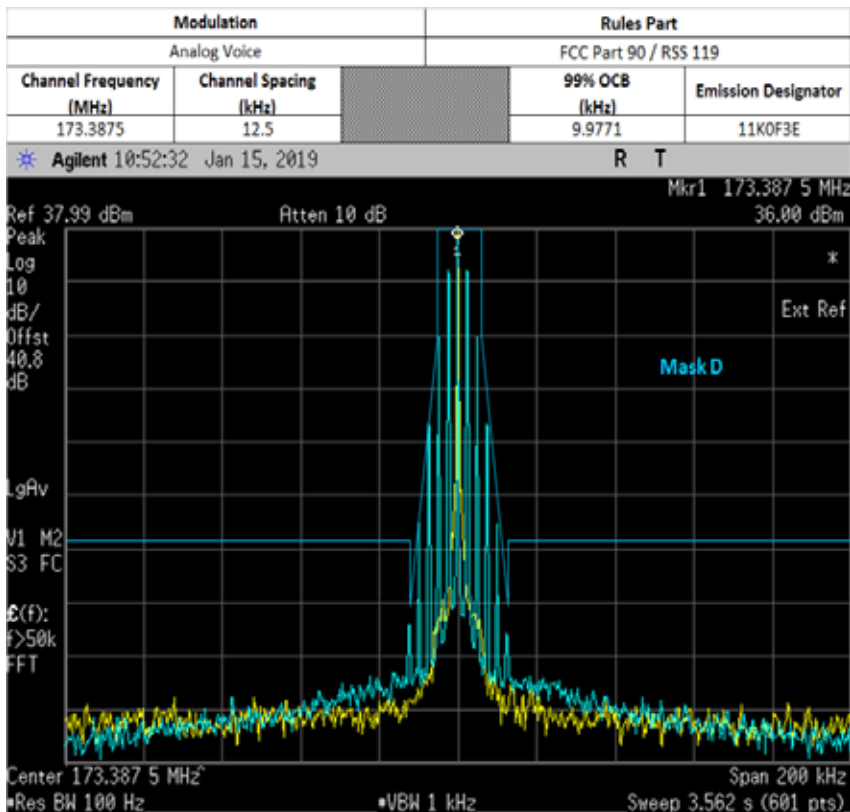 Modulation Rules Part
Analog Voice FCC Part 90 / RSS 119
Channel Frequency (MHz) Channel Spacing (kHz) 99% OCB (kHz) Emission Designator
173.3875 12.5 9.9771 11K0F3E
Agilent 10:52:32 Jan 15, 2019 R T
Mkr1 173.387 5 MHz
Ref 37.99 dBm Atten 10 dB 36.00 dBm
Peak
Log
10
dB/
Offset
40.8
dB
*
Ext Ref
Mask D
1
LgAv
V1 M2
S3 FC
£(f):
f>50k
FFT
Center 173.387 5 MHz^ Span 200 kHz
*Res BW 100 Hz *VBW 1 kHz Sweep 3.562 s (601 pts)